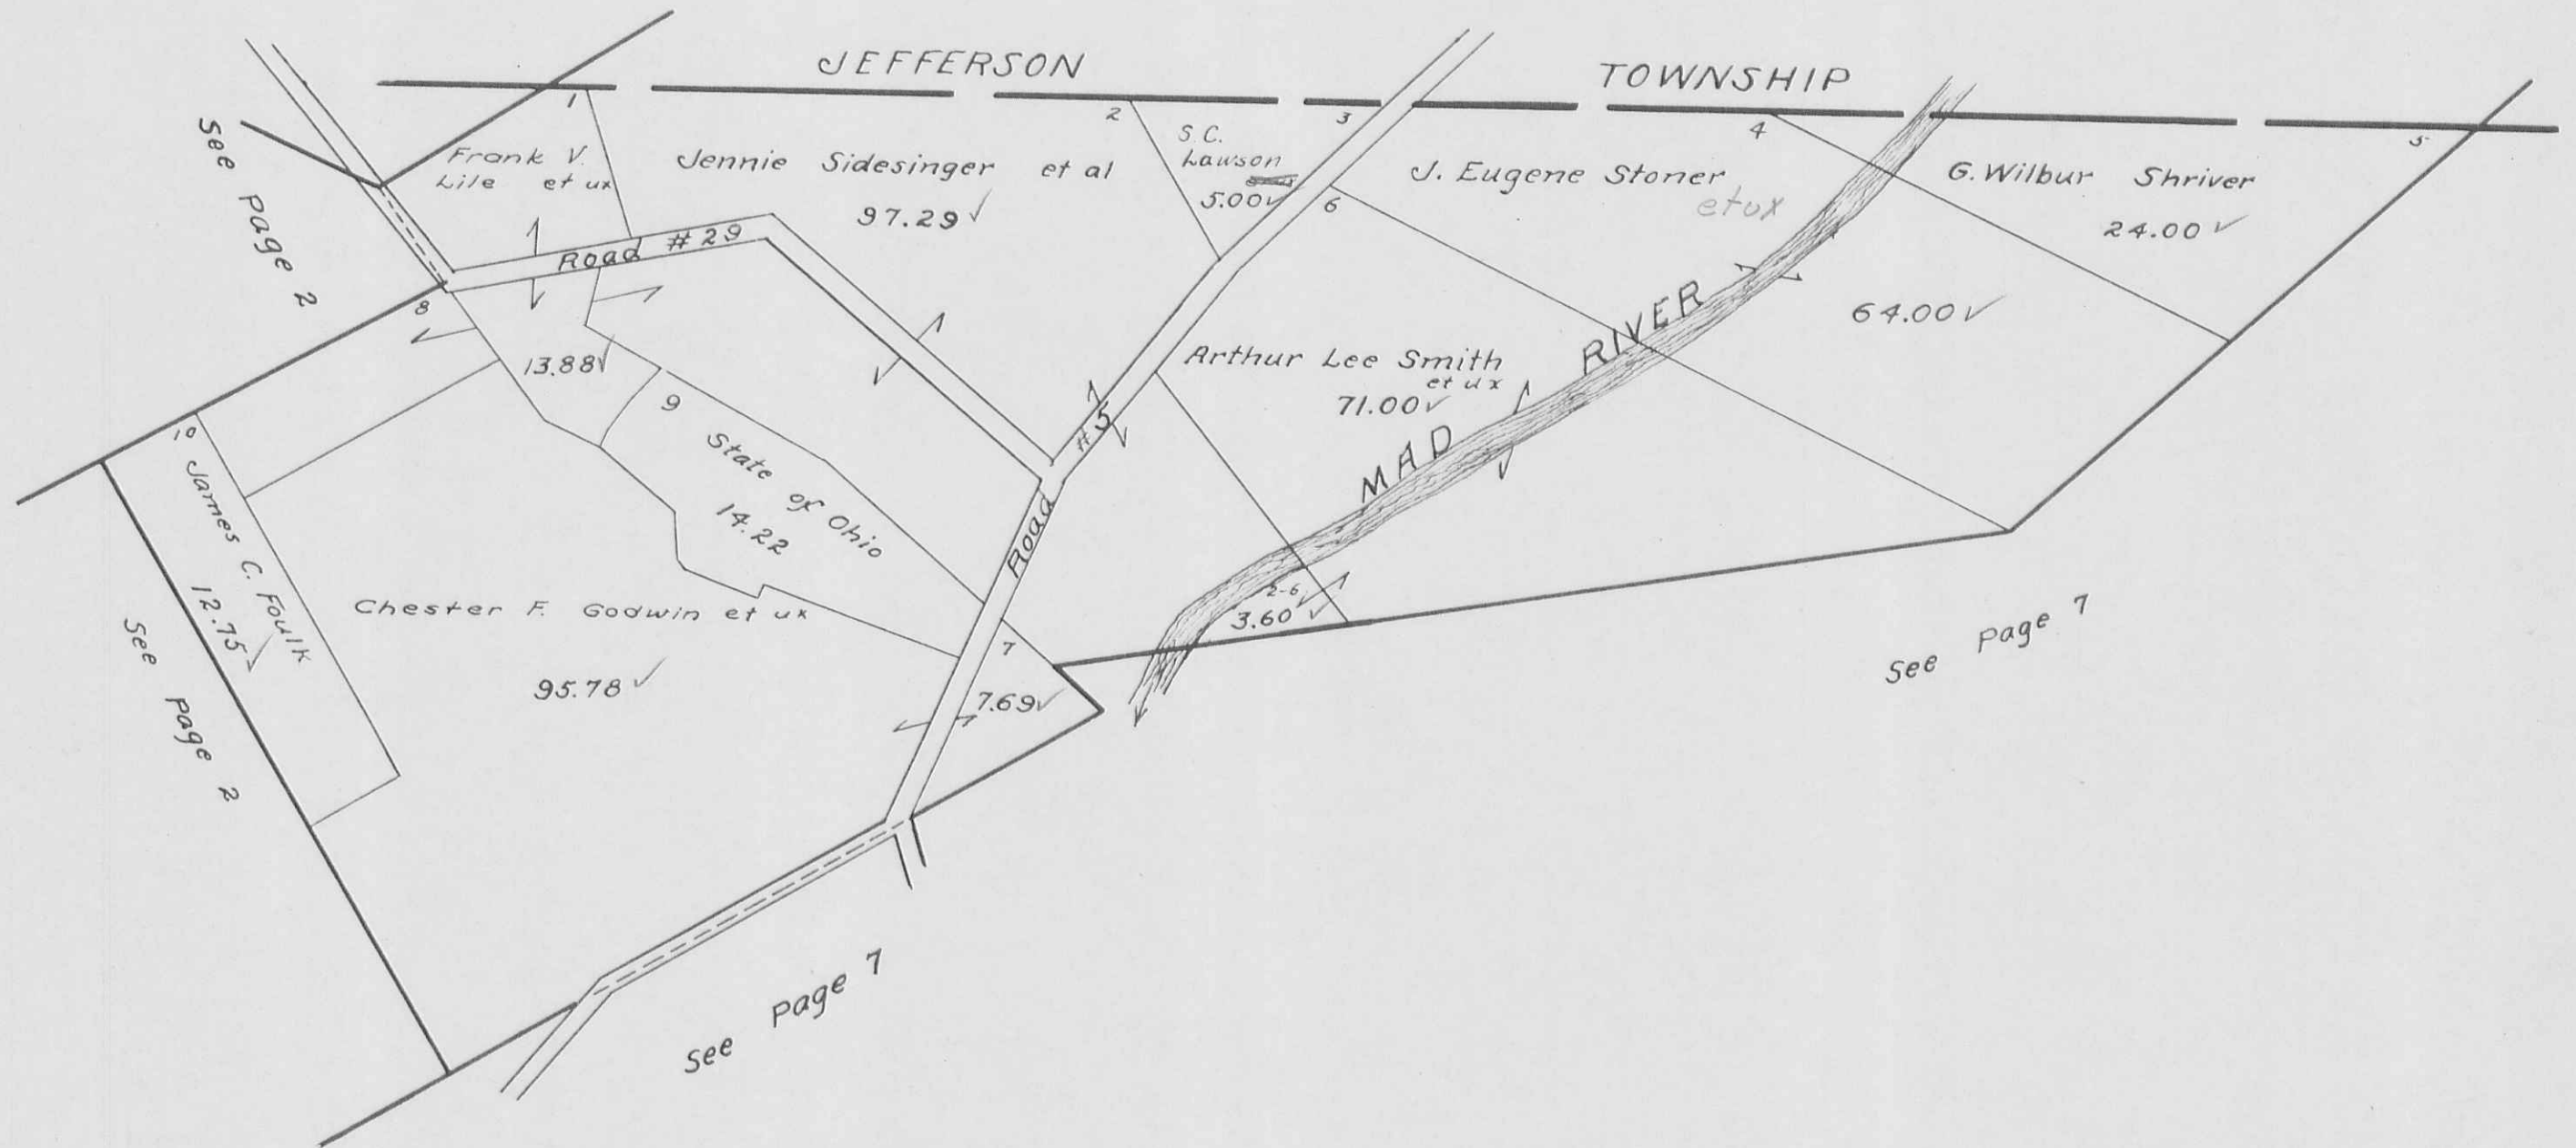 JEFFERSON TOWNSHIP
See page 2
1
Frank V.
Lile et ux
Jennie Sidesinger et al
97.29 ✓
2
S.C.
Lawson
5.00 ✓
3
J. Eugene Stoner
et ux
4
G. Wilbur Shriver
24.00 ✓
5
6
64.00 ✓
Road #29
8
13.88 ✓
9
State of Ohio
14.22
Road #5
Arthur Lee Smith
et ux
71.00 ✓
MAD RIVER
2-6
3.60 ✓
10
James C. Foulk
12.75 ✓
Chester F. Godwin et ux
95.78 ✓
7
7.69 ✓
See page 2
See page 7
See page 7